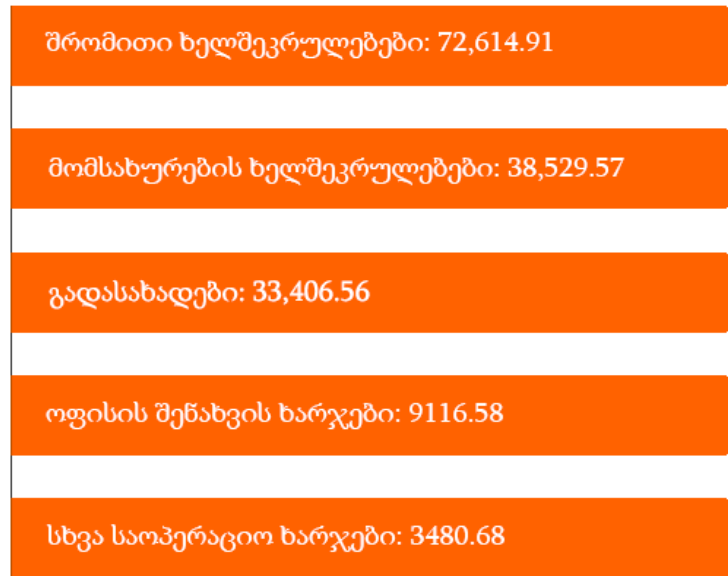 შრომითი ხელშეკრულებები: 72,614.91
მომსახურების ხელშეკრულებები: 38,529.57
გადასახადები: 33,406.56
ოფისის შენახვის ხარჯები: 9116.58
სხვა საოპერაციო ხარჯები: 3480.68